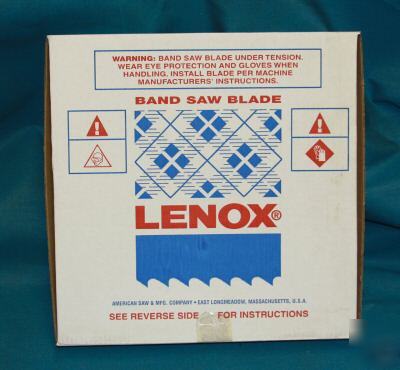 WARNING: BAND SAW BLADE UNDER TENSION.
WEAR EYE PROTECTION AND GLOVES WHEN
HANDLING. INSTALL BLADE PER MACHINE
MANUFACTURERS' INSTRUCTIONS.
BAND SAW BLADE
LENOX®
AMERICAN SAW & MFG. COMPANY • EAST LONGMEADOW, MASSACHUSETTS, U.S.A.
SEE REVERSE SIDE FOR INSTRUCTIONS